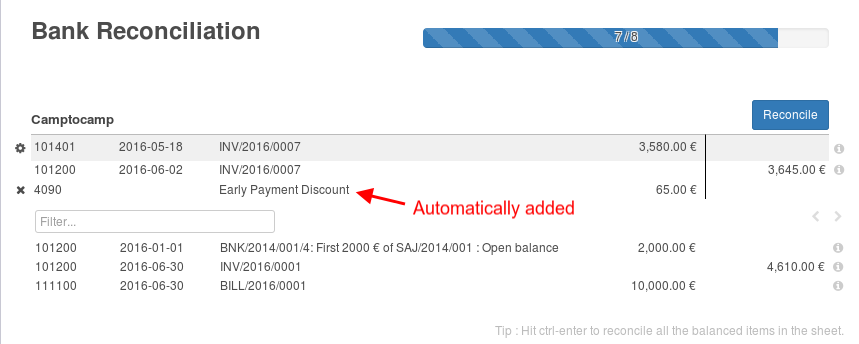 Bank Reconciliation
7 / 8
Camptocamp
Reconcile
101401 2016-05-18 INV/2016/0007 3,580.00 €
101200 2016-06-02 INV/2016/0007 3,645.00 €
4090 Early Payment Discount 65.00 €
Automatically added
Filter...
101200 2016-01-01 BNK/2014/001/4: First 2000 € of SAJ/2014/001 : Open balance 2,000.00 €
101200 2016-06-30 INV/2016/0001 4,610.00 €
111100 2016-06-30 BILL/2016/0001 10,000.00 €
Tip : Hit ctrl-enter to reconcile all the balanced items in the sheet.